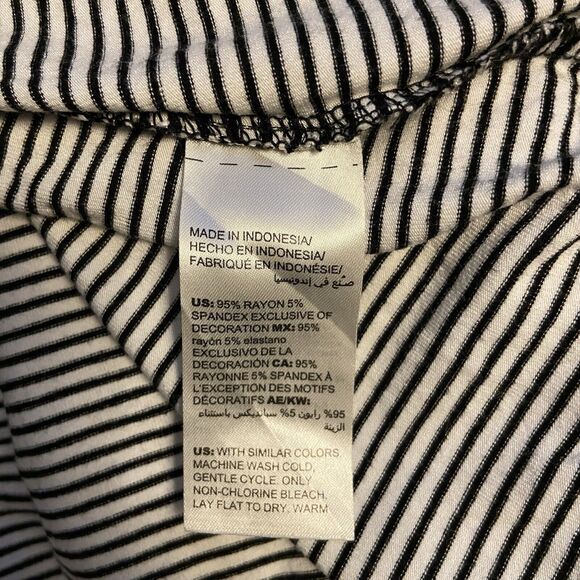 MADE IN INDONESIA/
HECHO EN INDONESIA/
FABRIQUÉ EN INDONÉSIE/
صنع في إندونيسيا
US: 95% RAYON 5%
SPANDEX EXCLUSIVE OF
DECORATION MX: 95%
rayón 5% elastano
EXCLUSIVO DE LA
DECORACIÓN CA: 95%
RAYONNE 5% SPANDEX À
L'EXCEPTION DES MOTIFS
DÉCORATIFS AE/KW:
95% رايون 5% سبانديكس باستثناء
الزينة
US: WITH SIMILAR COLORS
MACHINE WASH COLD,
GENTLE CYCLE. ONLY
NON-CHLORINE BLEACH.
LAY FLAT TO DRY. WARM